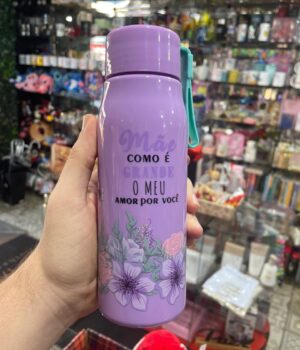 Mãe
COMO É
GRANDE
O MEU
AMOR POR VOCÊ